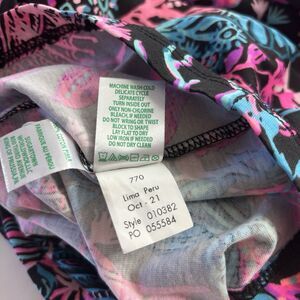 MACHINE WASH COLD
DELICATE CYCLE
SEPARATELY
TURN INSIDE OUT
ONLY NON-CHLORINE
BLEACH, IF NEEDED
DO NOT WRING OR TWIST
BLOCK TO SHAPE
LAY FLAT TO DRY
LOW IRON IF NEEDED
DO NOT DRY CLEAN
770
Lima Peru
Oct - 21
Style 010382
PO 055584